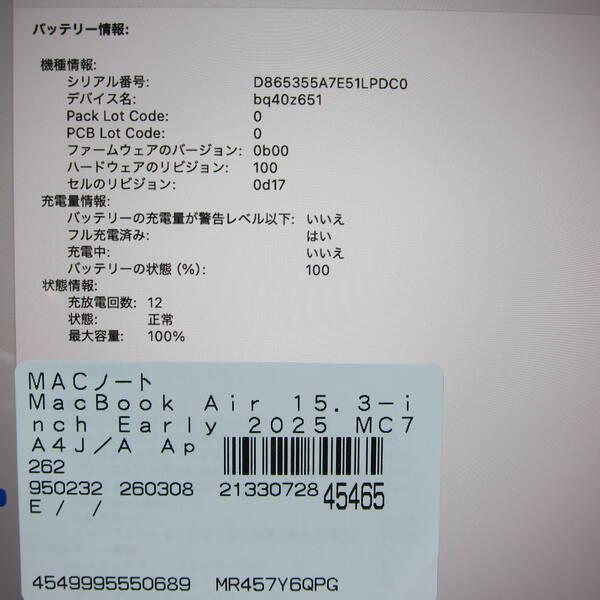 バッテリー情報:
機種情報:
シリアル番号: D865355A7E51LPDC0
デバイス名: bq40z651
Pack Lot Code: 0
PCB Lot Code: 0
ファームウェアのバージョン: 0b00
ハードウェアのリビジョン: 100
セルのリビジョン: 0d17
充電量情報:
バッテリーの充電量が警告レベル以下: いいえ
フル充電済み: はい
充電中: いいえ
バッテリーの状態 (%): 100
状態情報:
充放電回数: 12
状態: 正常
最大容量: 100%
MACノート
MacBook Air 15.3-i
nch Early 2025 MC7
A4J/A Ap
262
950232 260308 21330728 45465
E / /
4549995550689 MR457Y6QPG